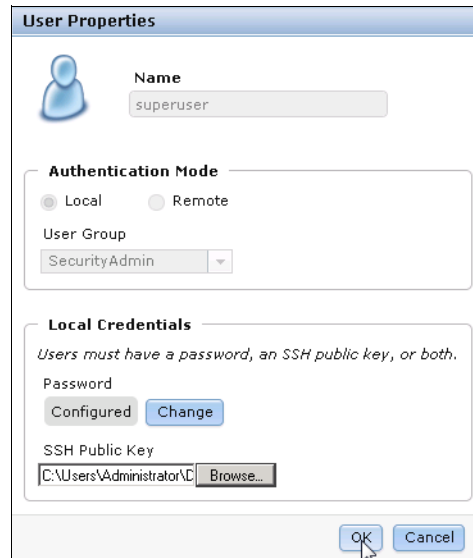 User Properties
Name
superuser
Authentication Mode
Local Remote
User Group
SecurityAdmin
Local Credentials
Users must have a password, an SSH public key, or both.
Password
Configured Change
SSH Public Key
C:\Users\Administrator\D Browse...
OK Cancel